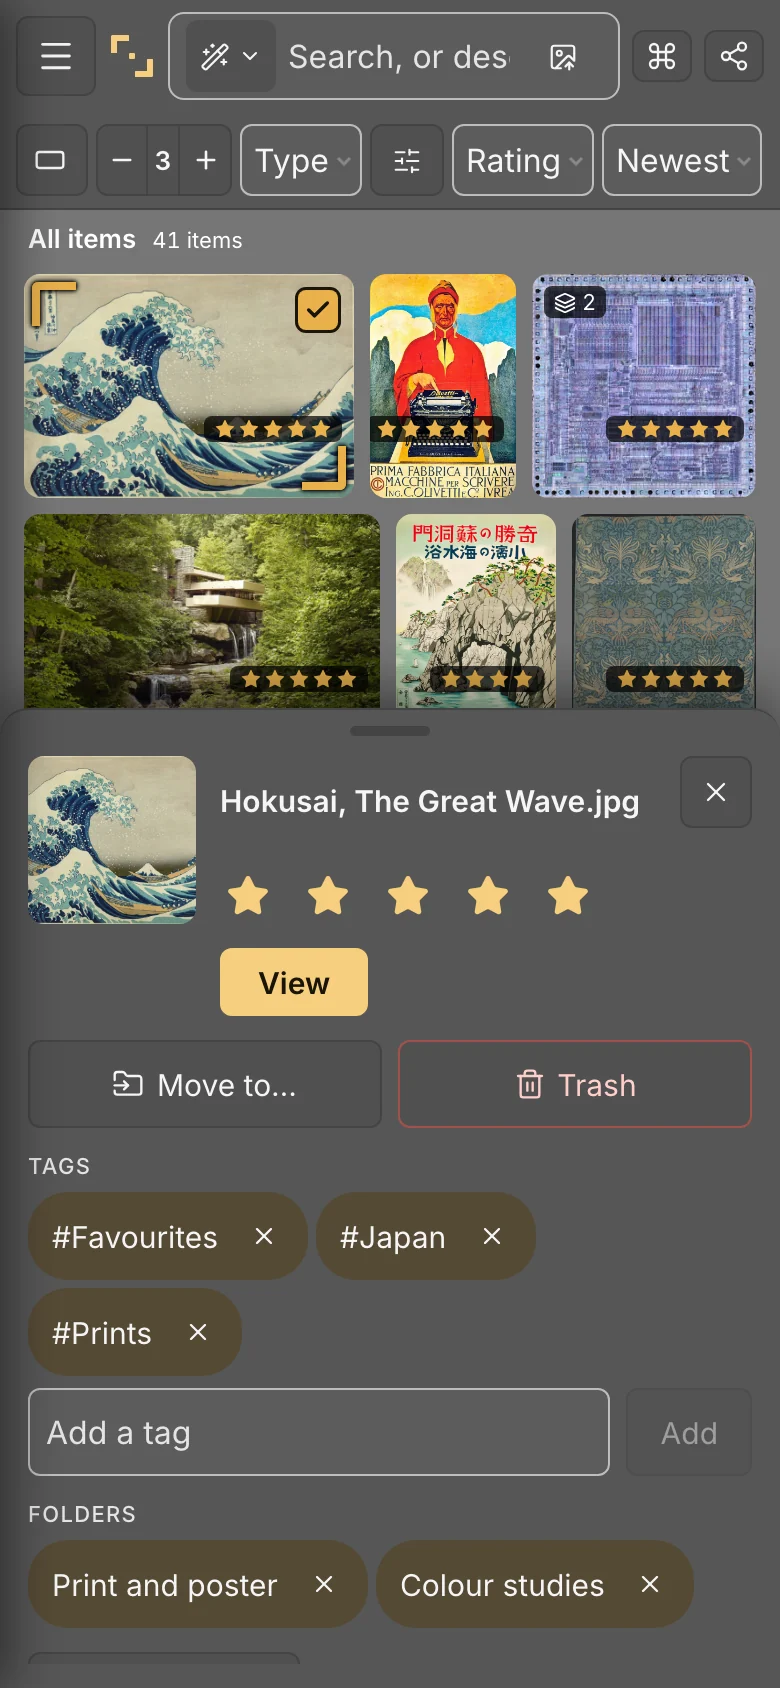 Search, or des
3
Type
Rating
Newest
All items 41 items
2
PRIMA FABBRICA ITALIANA
MACCHINE PER SCRIVERE
ING. C. OLIVETTI & Cº IVREA
奇勝の蘇洞門
小濱の海水浴
Hokusai, The Great Wave.jpg
View
Move to...
Trash
TAGS
#Favourites
#Japan
#Prints
Add a tag
Add
FOLDERS
Print and poster
Colour studies